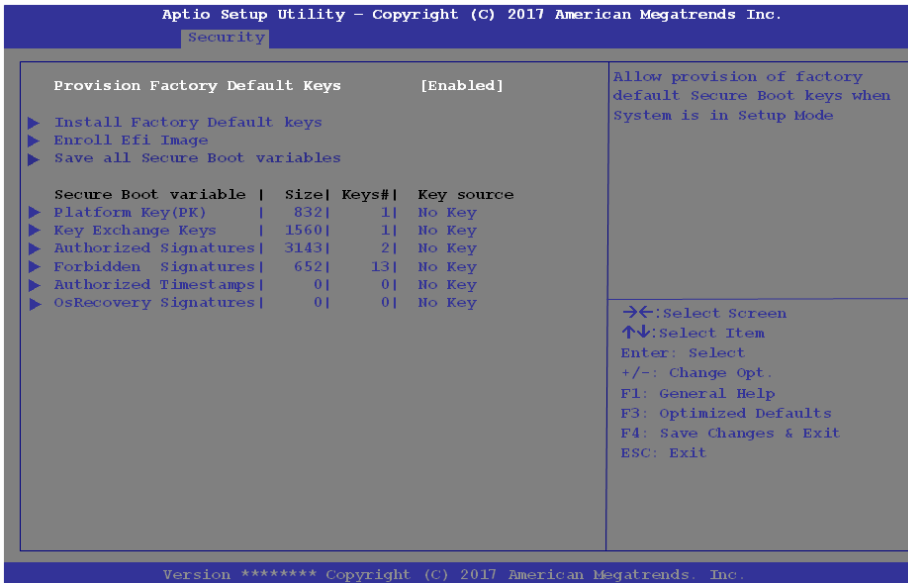 Aptio Setup Utility – Copyright (C) 2017 American Megatrends Inc.
Security
Provision Factory Default Keys [Enabled]
▶ Install Factory Default keys
▶ Enroll Efi Image
▶ Save all Secure Boot variables
Secure Boot variable | Size| Keys#| Key source
▶ Platform Key(PK) | 832| 1| No Key
▶ Key Exchange Keys | 1560| 1| No Key
▶ Authorized Signatures| 3143| 2| No Key
▶ Forbidden Signatures| 652| 13| No Key
▶ Authorized Timestamps| 0| 0| No Key
▶ OsRecovery Signatures| 0| 0| No Key
Allow provision of factory
default Secure Boot keys when
System is in Setup Mode
→←:Select Screen
↑↓:Select Item
Enter: Select
+/-: Change Opt.
F1: General Help
F3: Optimized Defaults
F4: Save Changes & Exit
ESC: Exit
Version ******** Copyright (C) 2017 American Megatrends. Inc.